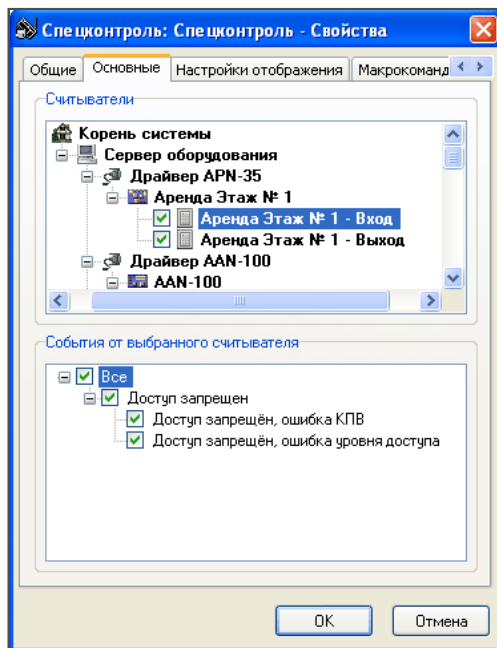 Спецконтроль: Спецконтроль - Свойства
Общие Основные Настройки отображения Макрокоманд
Считыватели
Корень системы
Сервер оборудования
Драйвер APN-35
Аренда Этаж № 1
Аренда Этаж № 1 - Вход
Аренда Этаж № 1 - Выход
Драйвер AAN-100
AAN-100
События от выбранного считывателя
Все
Доступ запрещен
Доступ запрещён, ошибка КПВ
Доступ запрещён, ошибка уровня доступа
OK Отмена